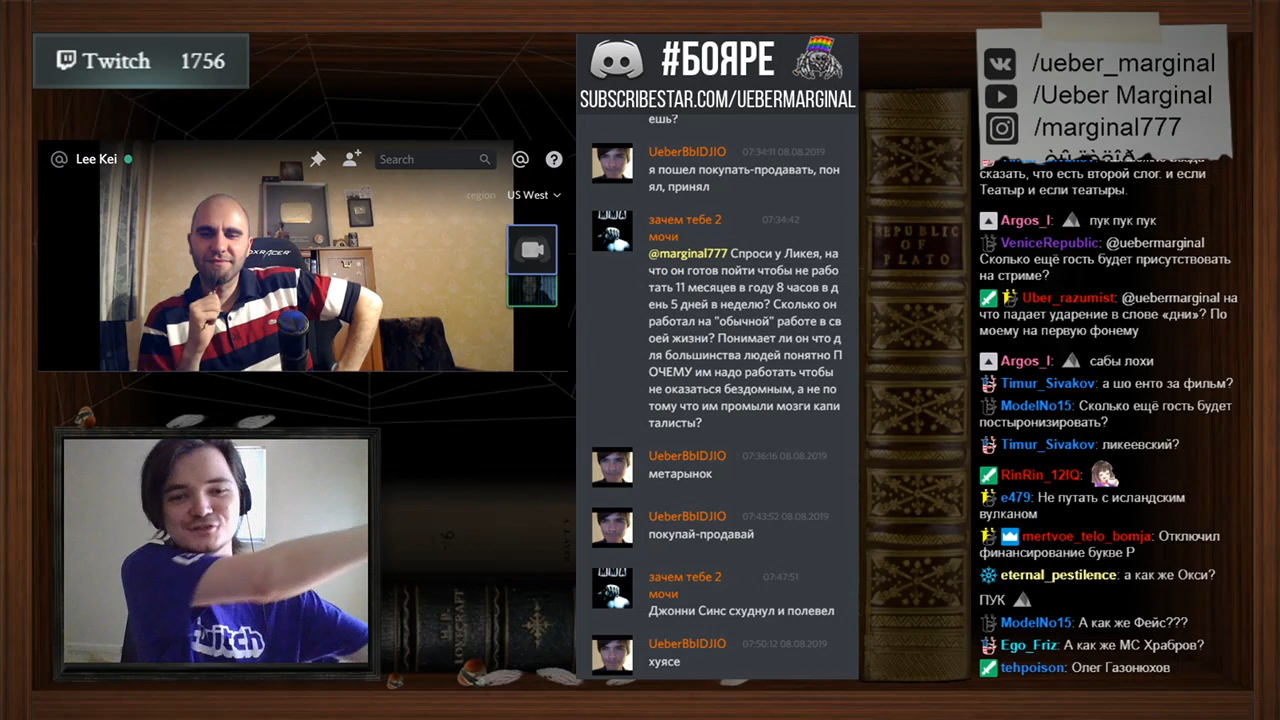 Twitch 1756
@ Lee Kei
Search
region
US West
DXRACER
twitch
#БОЯРЕ
SUBSCRIBESTAR.COM/UEBERMARGINAL
ешь?
UeberBbIDJIO 07:34:11 08.08.2019
я пошел покупать-продавать, пон
ял, принял
зачем тебе 2 07:34:42
мочи
@marginal777 Спроси у Ликея, на
что он готов пойти чтобы не рабо
тать 11 месяцев в году 8 часов в д
ень 5 дней в неделю? Сколько он
работал на "обычной" работе в св
оей жизни? Понимает ли он что д
ля большинства людей понятно П
ОЧЕМУ им надо работать чтобы
не оказаться бездомным, а не по
тому что им промыли мозги капи
талисты?
UeberBbIDJIO 07:36:16 08.08.2019
метарынок
UeberBbIDJIO 07:43:52 08.08.2019
покупай-продавай
зачем тебе 2 07:47:51
мочи
Джонни Синс схуднул и полевел
UeberBbIDJIO 07:50:12 08.08.2019
хуясе
REPUBLIC
OF
PLATO
H.P.
LOVECRAFT
/ueber_marginal
/Ueber Marginal
/marginal777
сказать, что есть второй слог. и если
Театыр и если театыры.
Argos_I: пук пук пук
VeniceRepublic: @uebermarginal
Сколько ещё гость будет присутствовать
на стриме?
Uber_razumist: @uebermarginal на
что падает ударение в слове «дни»? По
моему на первую фонему
Argos_I: сабы лохи
Timur_Sivakov: а шо енто за фильм?
ModelNo15: Сколько ещё гость будет
постыронизировать?
Timur_Sivakov: ликеевский?
RinRin_12IQ:
e479: Не путать с исландским
вулканом
mertvoe_telo_bomja: Отключил
финансирование букве Р
eternal_pestilence: а как же Окси?
ПУК
ModelNo15: А как же Фейс???
Ego_Friz: А как же МС Храбров?
tehpoison: Олег Газонюхов